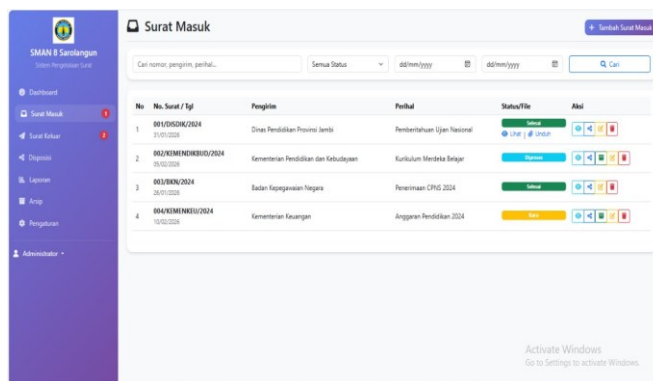 SMAN 8 Sarolangun
Sistem Pengelolaan Surat
Dashboard
Surat Masuk
Surat Keluar
Disposisi
Laporan
Arsip
Pengaturan
Administrator
Surat Masuk
+ Tambah Surat Masuk
Cari nomor, pengirim, perihal...
Semua Status
dd/mm/yyyy
dd/mm/yyyy
Cari
No No. Surat / Tgl Pengirim Perihal Status/File Aksi
1 001/DISDIK/2024 Dinas Pendidikan Provinsi Jambi Pemberitahuan Ujian Nasional Selesai
31/01/2026 Lihat | Unduh
2 002/KEMENDIKBUD/2024 Kementerian Pendidikan dan Kebudayaan Kurikulum Merdeka Belajar Diproses
05/02/2026
3 003/BKN/2024 Badan Kepegawaian Negara Penerimaan CPNS 2024 Selesai
26/01/2026
4 004/KEMENKEU/2024 Kementerian Keuangan Anggaran Pendidikan 2024 Baru
10/02/2026
Activate Windows
Go to Settings to activate Windows.